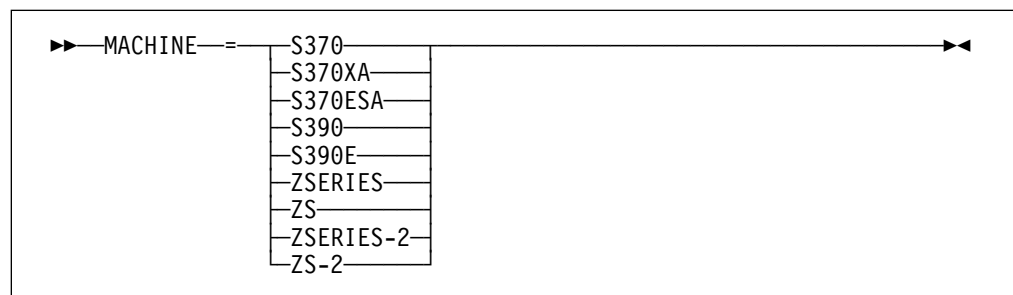 ►►──MACHINE──=──┬──S370──┬──►◄
├─S370XA─┤
├─S370ESA─┤
├─S390─┤
├─S390E─┤
├─ZSERIES─┤
├─ZS─┤
├─ZSERIES-2─┤
└─ZS-2─┘